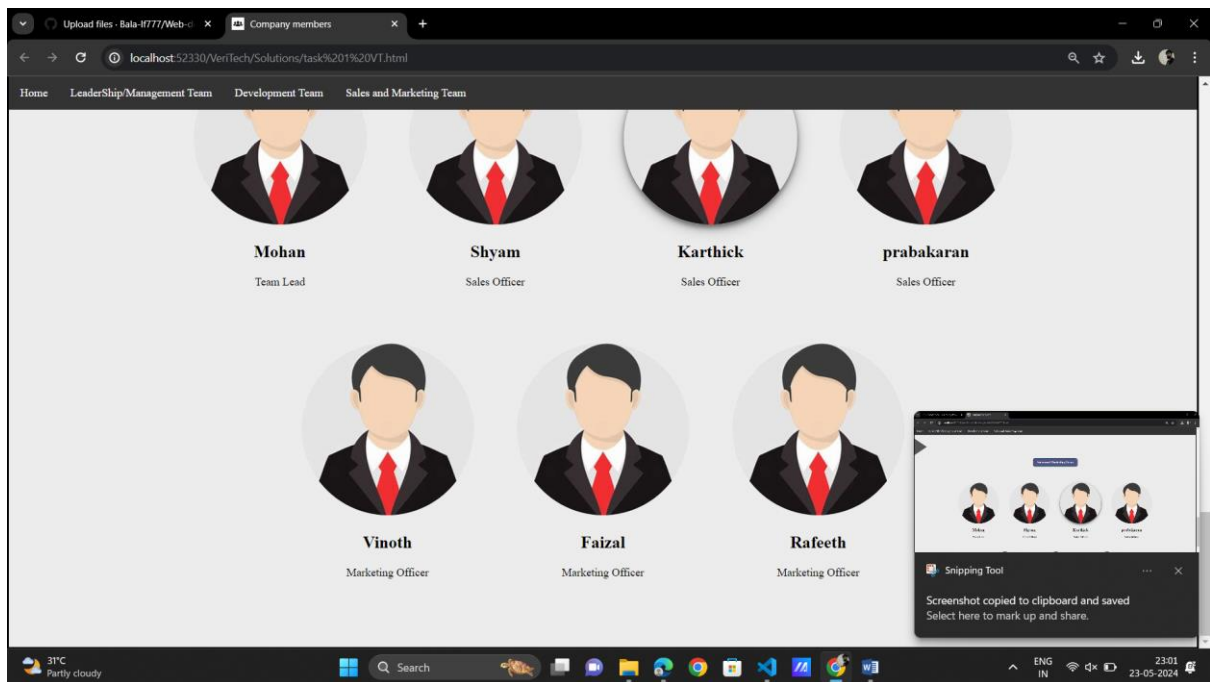 Upload files · Bala-lf777/Web-d
Company members
localhost:52330/VeriTech/Solutions/task%201%20VT.html
Home LeaderShip/Management Team Development Team Sales and Marketing Team
Mohan Shyam Karthick prabakaran
Team Lead Sales Officer Sales Officer Sales Officer
Vinoth Faizal Rafeeth
Marketing Officer Marketing Officer Marketing Officer
Snipping Tool
Screenshot copied to clipboard and saved
Select here to mark up and share.
31°C
Partly cloudy
Search
ENG
IN
23:01
23-05-2024